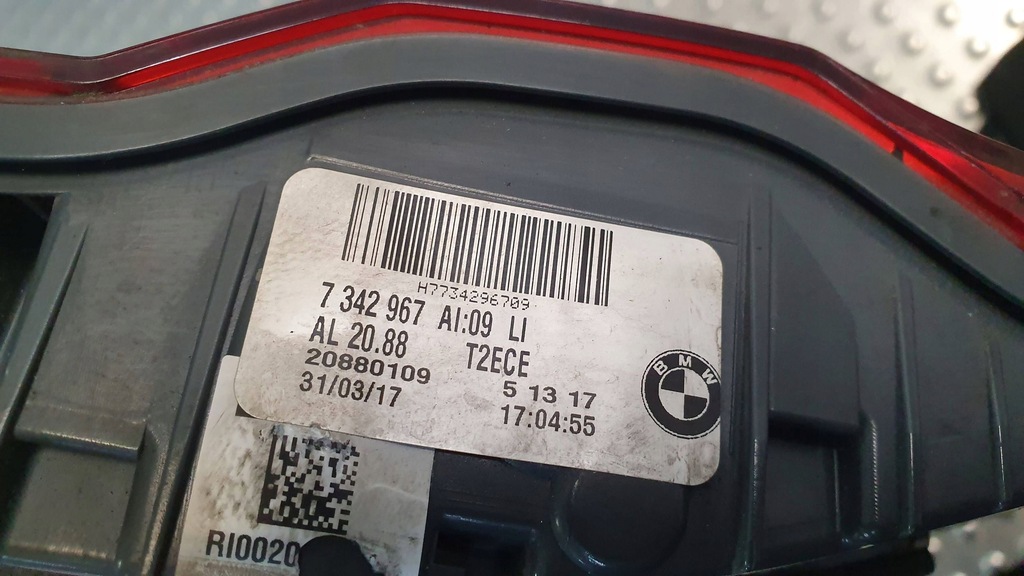 H7734296709
7 342 967 AI:09 LI
AL 20.88 T2ECE
20880109 5 13 17
31/03/17 17:04:55
BMW
RI0020